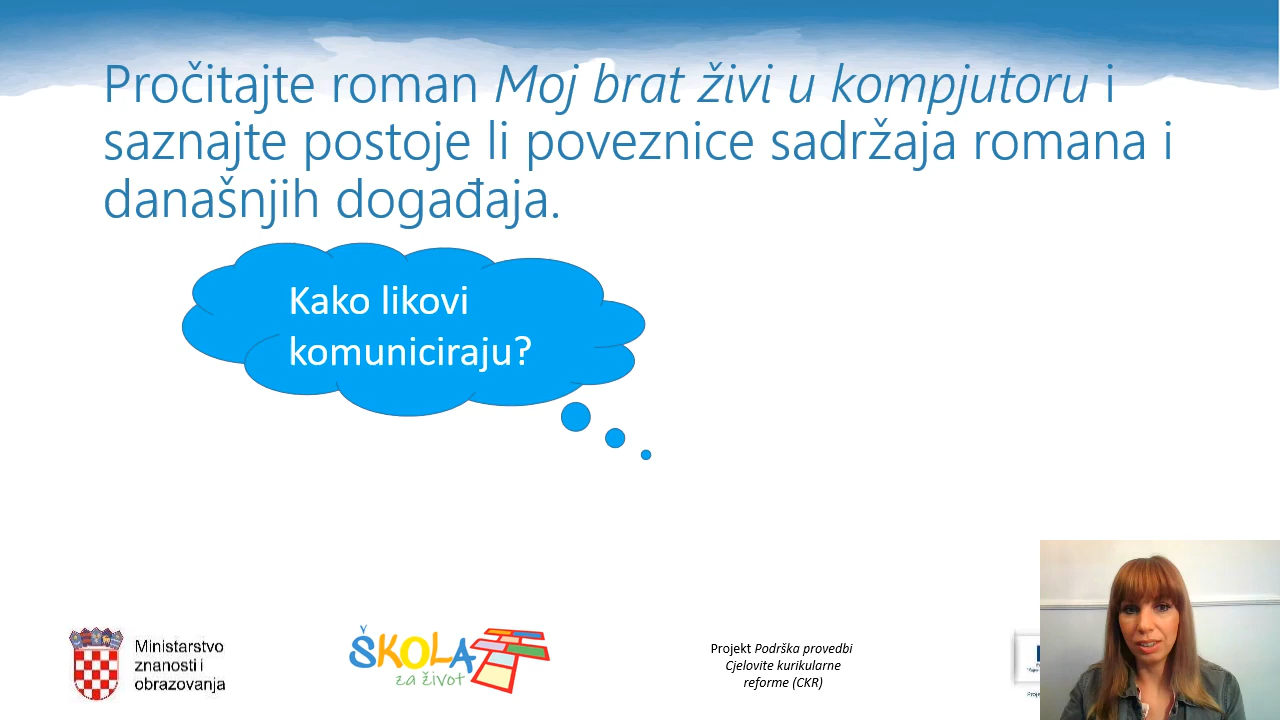 Pročitajte roman Moj brat živi u kompjutoru i
saznajte postoje li poveznice sadržaja romana i
današnjih događaja.
Kako likovi
komuniciraju?
Ministarstvo
znanosti i
obrazovanja
ŠKOLA
za život
Projekt Podrška provedbi
Cjelovite kurikularne
reforme (CKR)